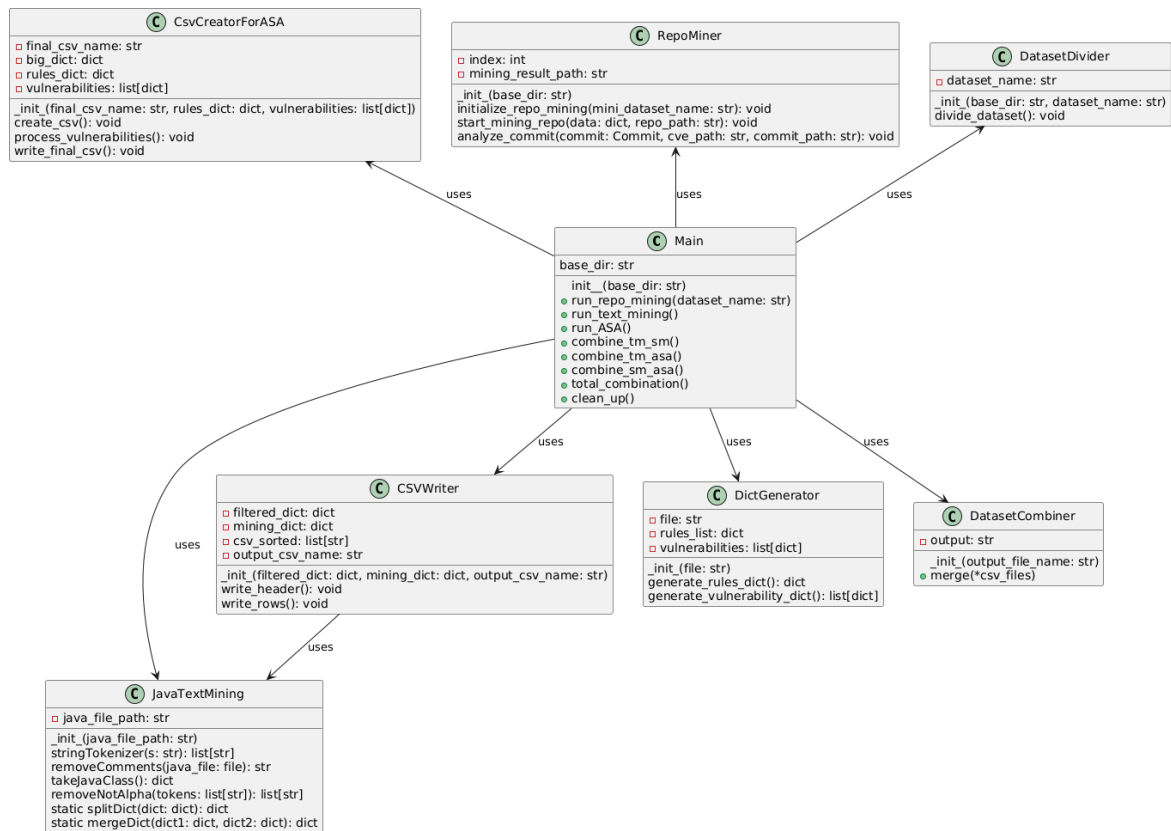 C CsvCreatorForASA
final_csv_name: str
big_dict: dict
rules_dict: dict
vulnerabilities: list[dict]
_init_(final_csv_name: str, rules_dict: dict, vulnerabilities: list[dict])
create_csv(): void
process_vulnerabilities(): void
write_final_csv(): void
C RepoMiner
index: int
mining_result_path: str
_init_(base_dir: str)
initialize_repo_mining(mini_dataset_name: str): void
start_mining_repo(data: dict, repo_path: str): void
analyze_commit(commit: Commit, cve_path: str, commit_path: str): void
C DatasetDivider
dataset_name: str
_init_(base_dir: str, dataset_name: str)
divide_dataset(): void
uses
uses
uses
C Main
base_dir: str
init__(base_dir: str)
run_repo_mining(dataset_name: str)
run_text_mining()
run_ASA()
combine_tm_sm()
combine_tm_asa()
combine_sm_asa()
total_combination()
clean_up()
uses
uses
uses
uses
C CSVWriter
filtered_dict: dict
mining_dict: dict
csv_sorted: list[str]
output_csv_name: str
_init_(filtered_dict: dict, mining_dict: dict, output_csv_name: str)
write_header(): void
write_rows(): void
C DictGenerator
file: str
rules_list: dict
vulnerabilities: list[dict]
_init_(file: str)
generate_rules_dict(): dict
generate_vulnerability_dict(): list[dict]
C DatasetCombiner
output: str
_init_(output_file_name: str)
merge(*csv_files)
uses
C JavaTextMining
java_file_path: str
_init_(java_file_path: str)
stringTokenizer(s: str): list[str]
removeComments(java_file: file): str
takeJavaClass(): dict
removeNotAlpha(tokens: list[str]): list[str]
static splitDict(dict: dict): dict
static mergeDict(dict1: dict, dict2: dict): dict